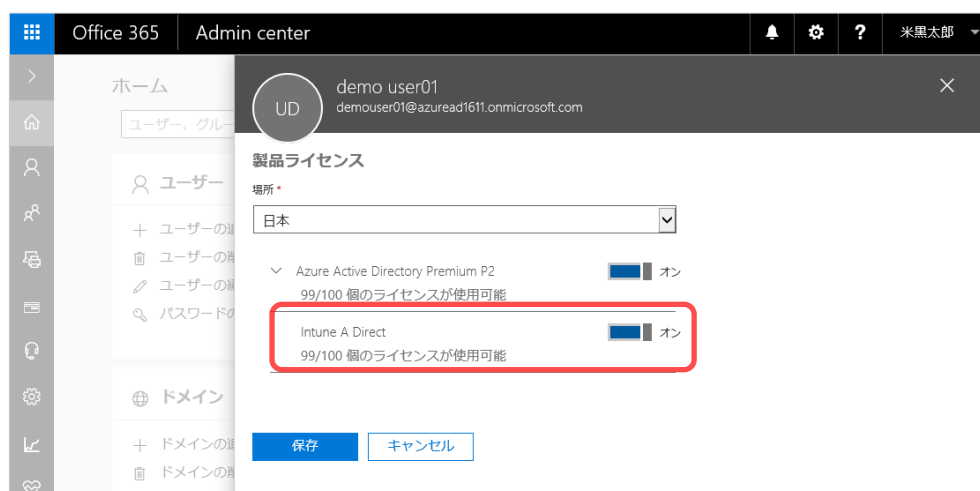 Office 365 Admin center ? 米黒太郎
ホーム
ユーザー、グルー
ユーザー
ユーザーの追
ユーザーの削
ユーザーの編
パスワードの
ドメイン
ドメインの追
ドメインの削
UD
demo user01
demouser01@azuread1611.onmicrosoft.com
製品ライセンス
場所 *
日本
Azure Active Directory Premium P2 オン
99/100 個のライセンスが使用可能
Intune A Direct オン
99/100 個のライセンスが使用可能
保存 キャンセル